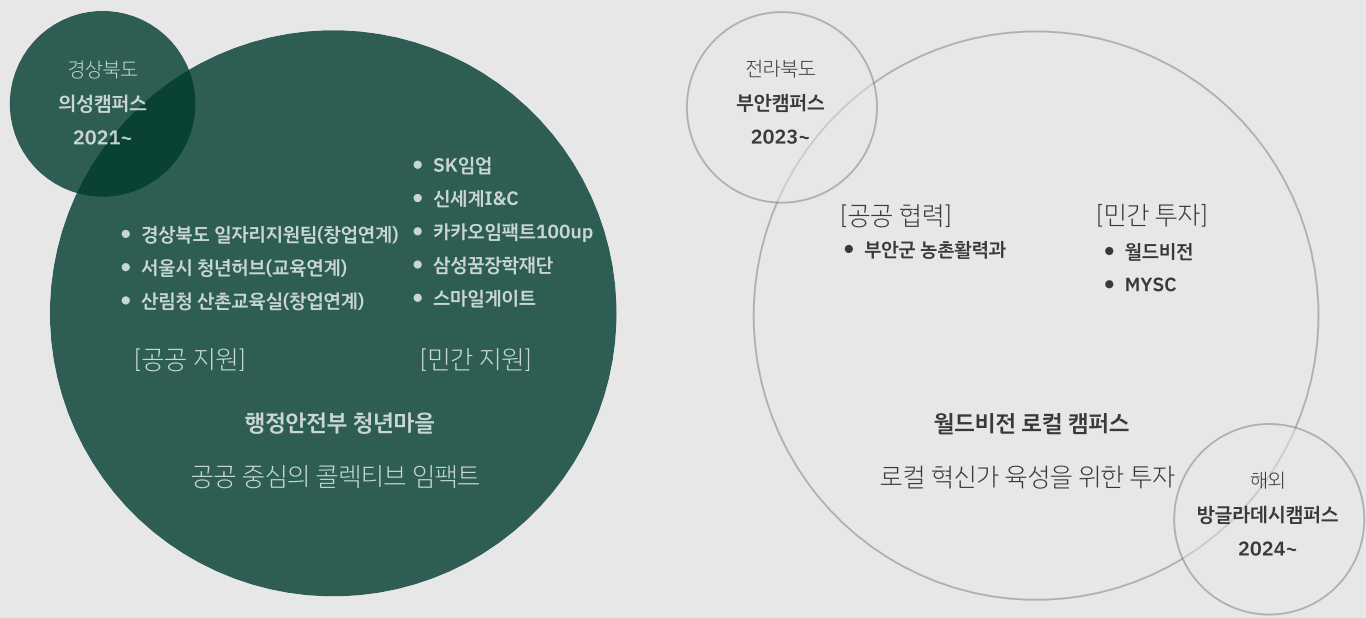 경상북도
의성캠퍼스
2021~
• SK임업
• 신세계I&C
• 카카오임팩트100up
• 삼성꿈장학재단
• 스마일게이트
• 경상북도 일자리지원팀(창업연계)
• 서울시 청년허브(교육연계)
• 산림청 산촌교육실(창업연계)
[공공 지원]
[민간 지원]
행정안전부 청년마을
공공 중심의 콜렉티브 임팩트
전라북도
부안캠퍼스
2023~
[공공 협력]
• 부안군 농촌활력과
[민간 투자]
• 월드비전
• MYSC
월드비전 로컬 캠퍼스
로컬 혁신가 육성을 위한 투자
해외
방글라데시캠퍼스
2024~